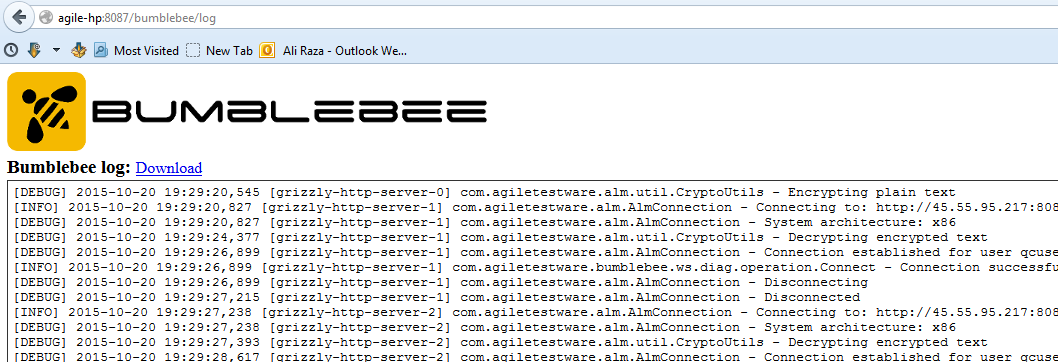 agile-hp:8087/bumblebee/log
Most Visited New Tab Ali Raza - Outlook We...
BUMBLEBEE
Bumblebee log: Download
[DEBUG] 2015-10-20 19:29:20,545 [grizzly-http-server-0] com.agiletestware.alm.util.CryptoUtils - Encrypting plain text
[INFO] 2015-10-20 19:29:20,827 [grizzly-http-server-1] com.agiletestware.alm.AlmConnection - Connecting to: http://45.55.95.217:808
[DEBUG] 2015-10-20 19:29:20,827 [grizzly-http-server-1] com.agiletestware.alm.AlmConnection - System architecture: x86
[DEBUG] 2015-10-20 19:29:24,377 [grizzly-http-server-1] com.agiletestware.alm.util.CryptoUtils - Decrypting encrypted text
[DEBUG] 2015-10-20 19:29:26,899 [grizzly-http-server-1] com.agiletestware.alm.AlmConnection - Connection established for user qcuse
[INFO] 2015-10-20 19:29:26,899 [grizzly-http-server-1] com.agiletestware.bumblebee.ws.diag.operation.Connect - Connection successfu
[DEBUG] 2015-10-20 19:29:26,899 [grizzly-http-server-1] com.agiletestware.alm.AlmConnection - Disconnecting
[DEBUG] 2015-10-20 19:29:27,215 [grizzly-http-server-1] com.agiletestware.alm.AlmConnection - Disconnected
[INFO] 2015-10-20 19:29:27,238 [grizzly-http-server-2] com.agiletestware.alm.AlmConnection - Connecting to: http://45.55.95.217:808
[DEBUG] 2015-10-20 19:29:27,238 [grizzly-http-server-2] com.agiletestware.alm.AlmConnection - System architecture: x86
[DEBUG] 2015-10-20 19:29:27,393 [grizzly-http-server-2] com.agiletestware.alm.util.CryptoUtils - Decrypting encrypted text
[DEBUG] 2015-10-20 19:29:28,617 [grizzly-http-server-2] com.agiletestware.alm.AlmConnection - Connection established for user qcuse